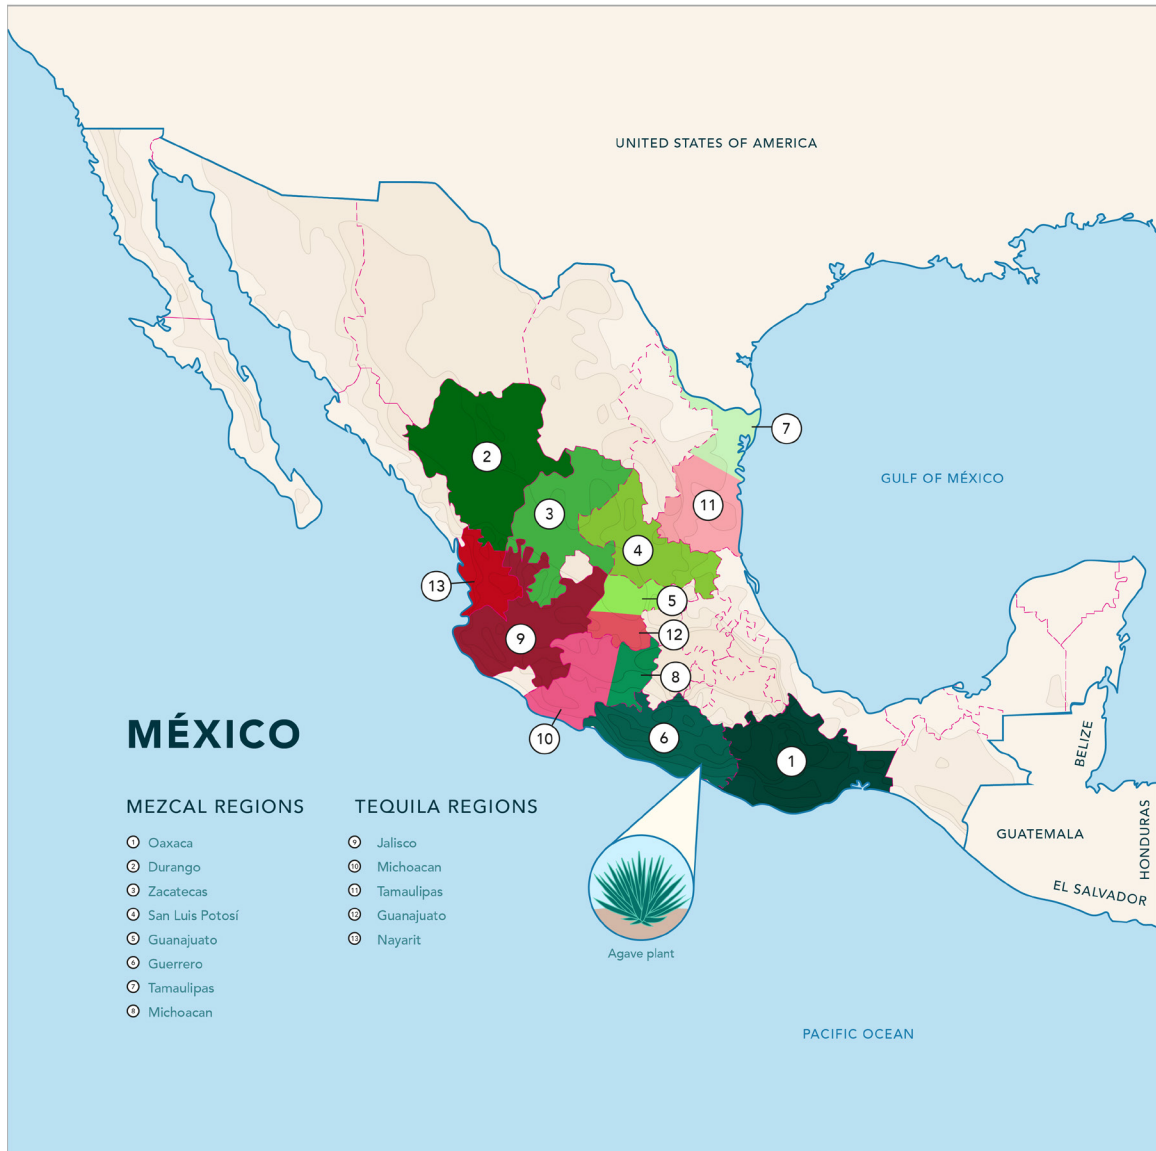 UNITED STATES OF AMERICA
7
2
GULF OF MÉXICO
11
3
4
13
5
12
9
8
10
6
1
BELIZE
GUATEMALA
HONDURAS
EL SALVADOR
MÉXICO
MEZCAL REGIONS
1 Oaxaca
2 Durango
3 Zacatecas
4 San Luis Potosí
5 Guanajuato
6 Guerrero
7 Tamaulipas
8 Michoacan
TEQUILA REGIONS
9 Jalisco
10 Michoacan
11 Tamaulipas
12 Guanajuato
13 Nayarit
Agave plant
PACIFIC OCEAN